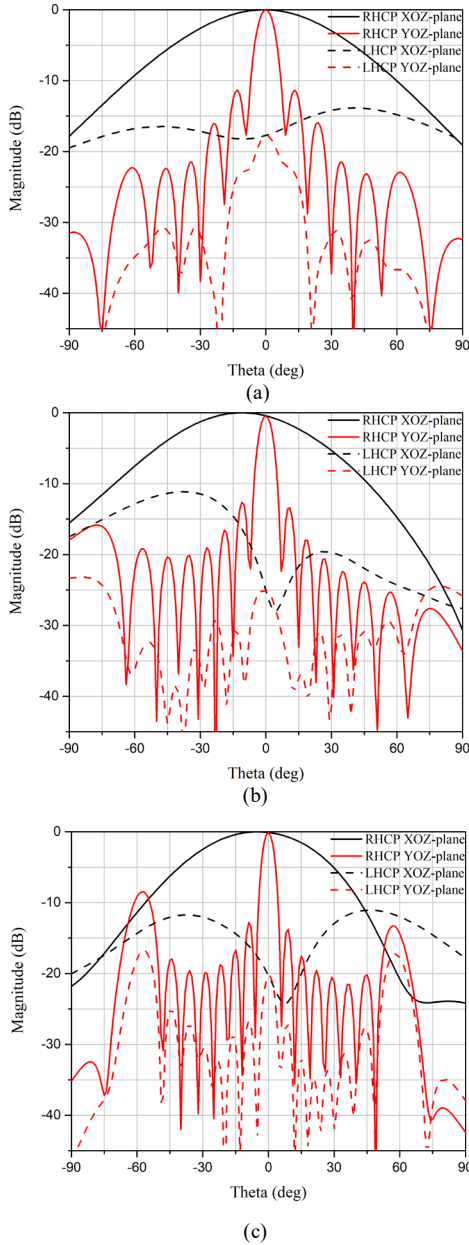 0
-10
-20
-30
-40
Magnitude (dB)
RHCP XOZ-plane
RHCP YOZ-plane
LHCP XOZ-plane
LHCP YOZ-plane
-90 -60 -30 0 30 60 90
Theta (deg)
(a)
0
-10
-20
-30
-40
Magnitude (dB)
RHCP XOZ-plane
RHCP YOZ-plane
LHCP XOZ-plane
LHCP YOZ-plane
-90 -60 -30 0 30 60 90
Theta (deg)
(b)
0
-10
-20
-30
-40
Magnitude (dB)
RHCP XOZ-plane
RHCP YOZ-plane
LHCP XOZ-plane
LHCP YOZ-plane
-90 -60 -30 0 30 60 90
Theta (deg)
(c)